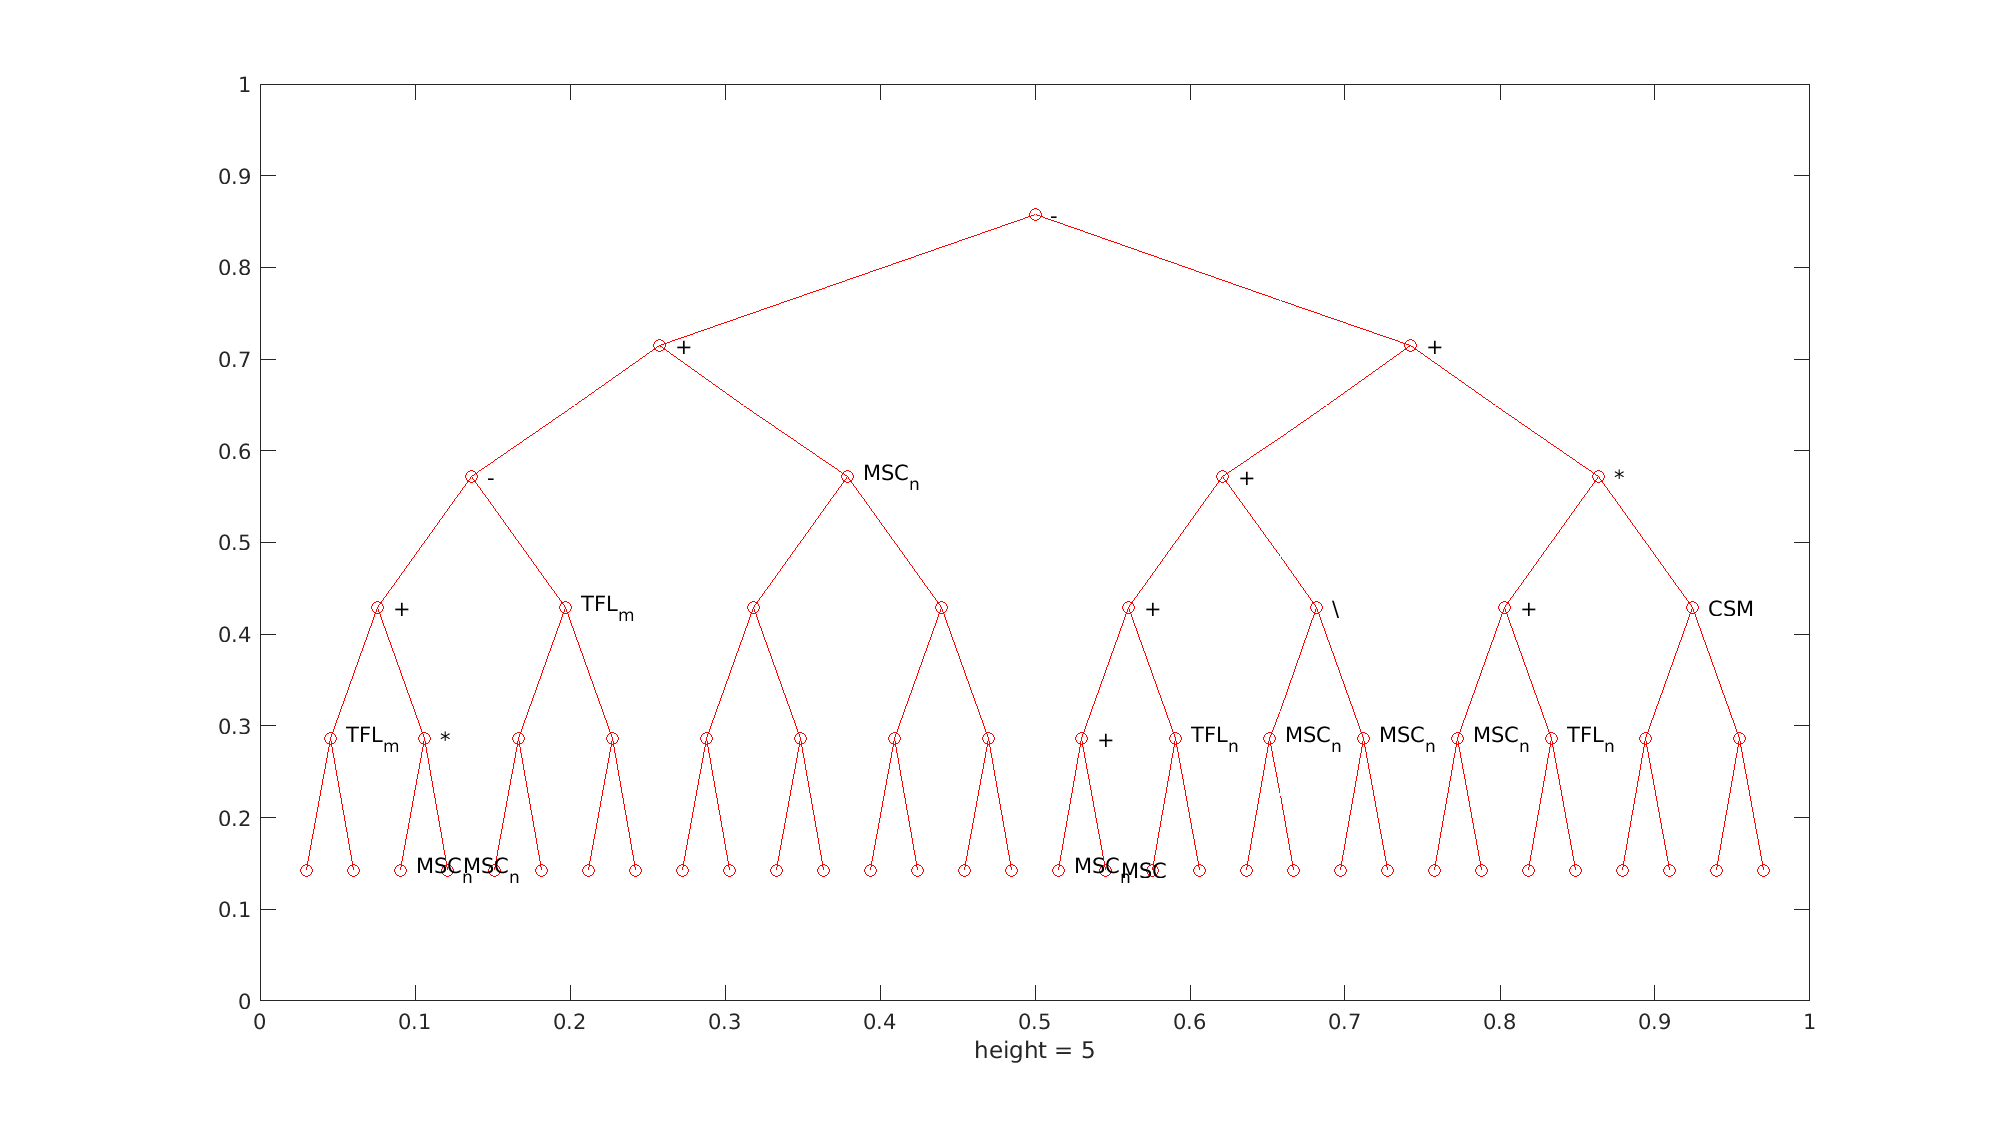 1
0.9
-
0.8
+ +
0.7
0.6
- MSC_n + *
0.5
+ TFL_m + \ + CSM
0.4
0.3
TFL_m * + TFL_n MSC_n MSC_n MSC_n TFL_n
0.2
MSC_n MSC_n MSC_n MSC
0.1
0
0 0.1 0.2 0.3 0.4 0.5 0.6 0.7 0.8 0.9 1
height = 5